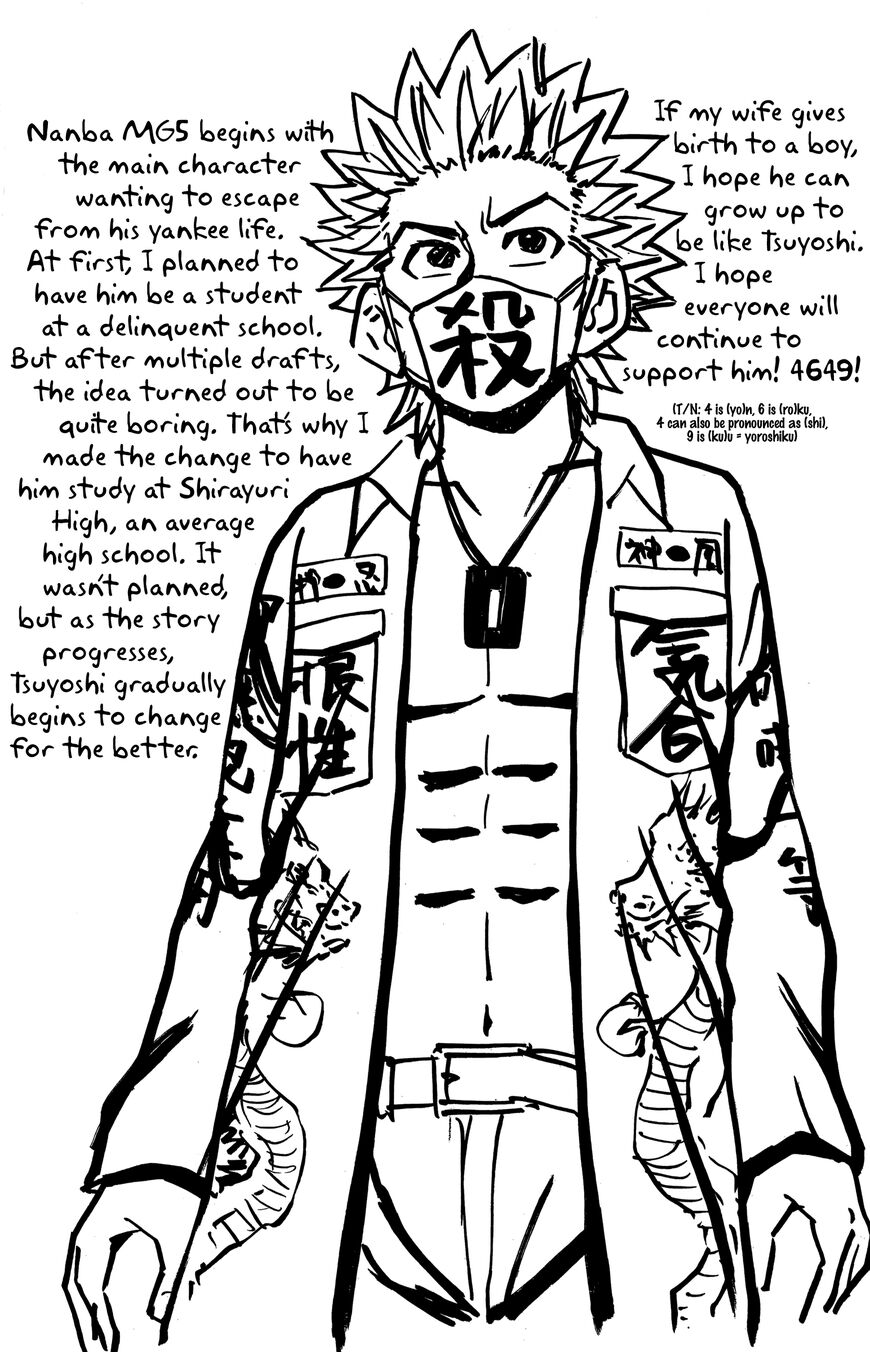 Nanba MG5 begins with
the main character
wanting to escape
from his yankee life.
At first, I planned to
have him be a student
at a delinquent school.
But after multiple drafts,
the idea turned out to be
quite boring. That's why I
made the change to have
him study at Shirayuri
High, an average
high school. It
wasn't planned,
but as the story
progresses,
Tsuyoshi gradually
begins to change
for the better.
If my wife gives
birth to a boy,
I hope he can
grow up to
be like Tsuyoshi.
I hope
everyone will
continue to
support him! 4649!
(T/N: 4 is (yo)n, 6 is (ro)ku,
4 can also be pronounced as (shi),
9 is (ku)u = yoroshiku)
殺
神
根性
気合